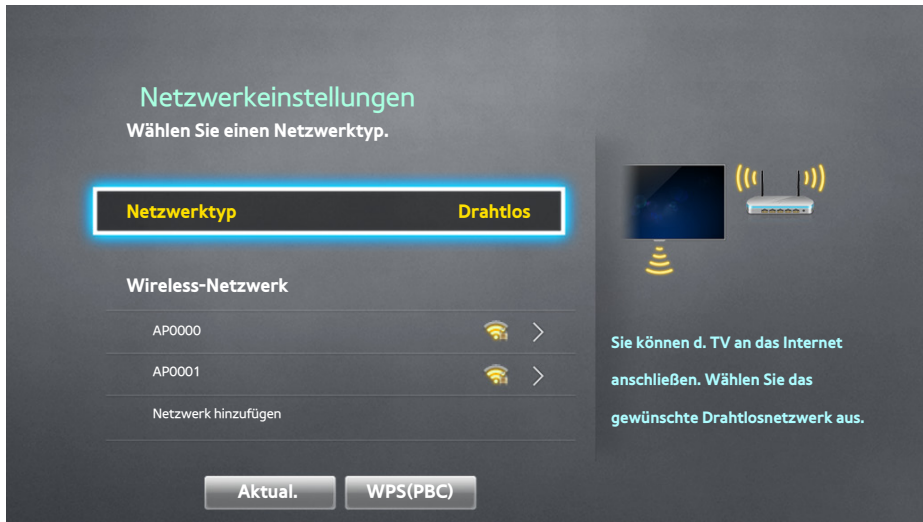 Netzwerkeinstellungen
Wählen Sie einen Netzwerktyp.
Netzwerktyp Drahtlos
Wireless-Netzwerk
AP0000
AP0001
Netzwerk hinzufügen
Aktual. WPS(PBC)
Sie können d. TV an das Internet
anschließen. Wählen Sie das
gewünschte Drahtlosnetzwerk aus.